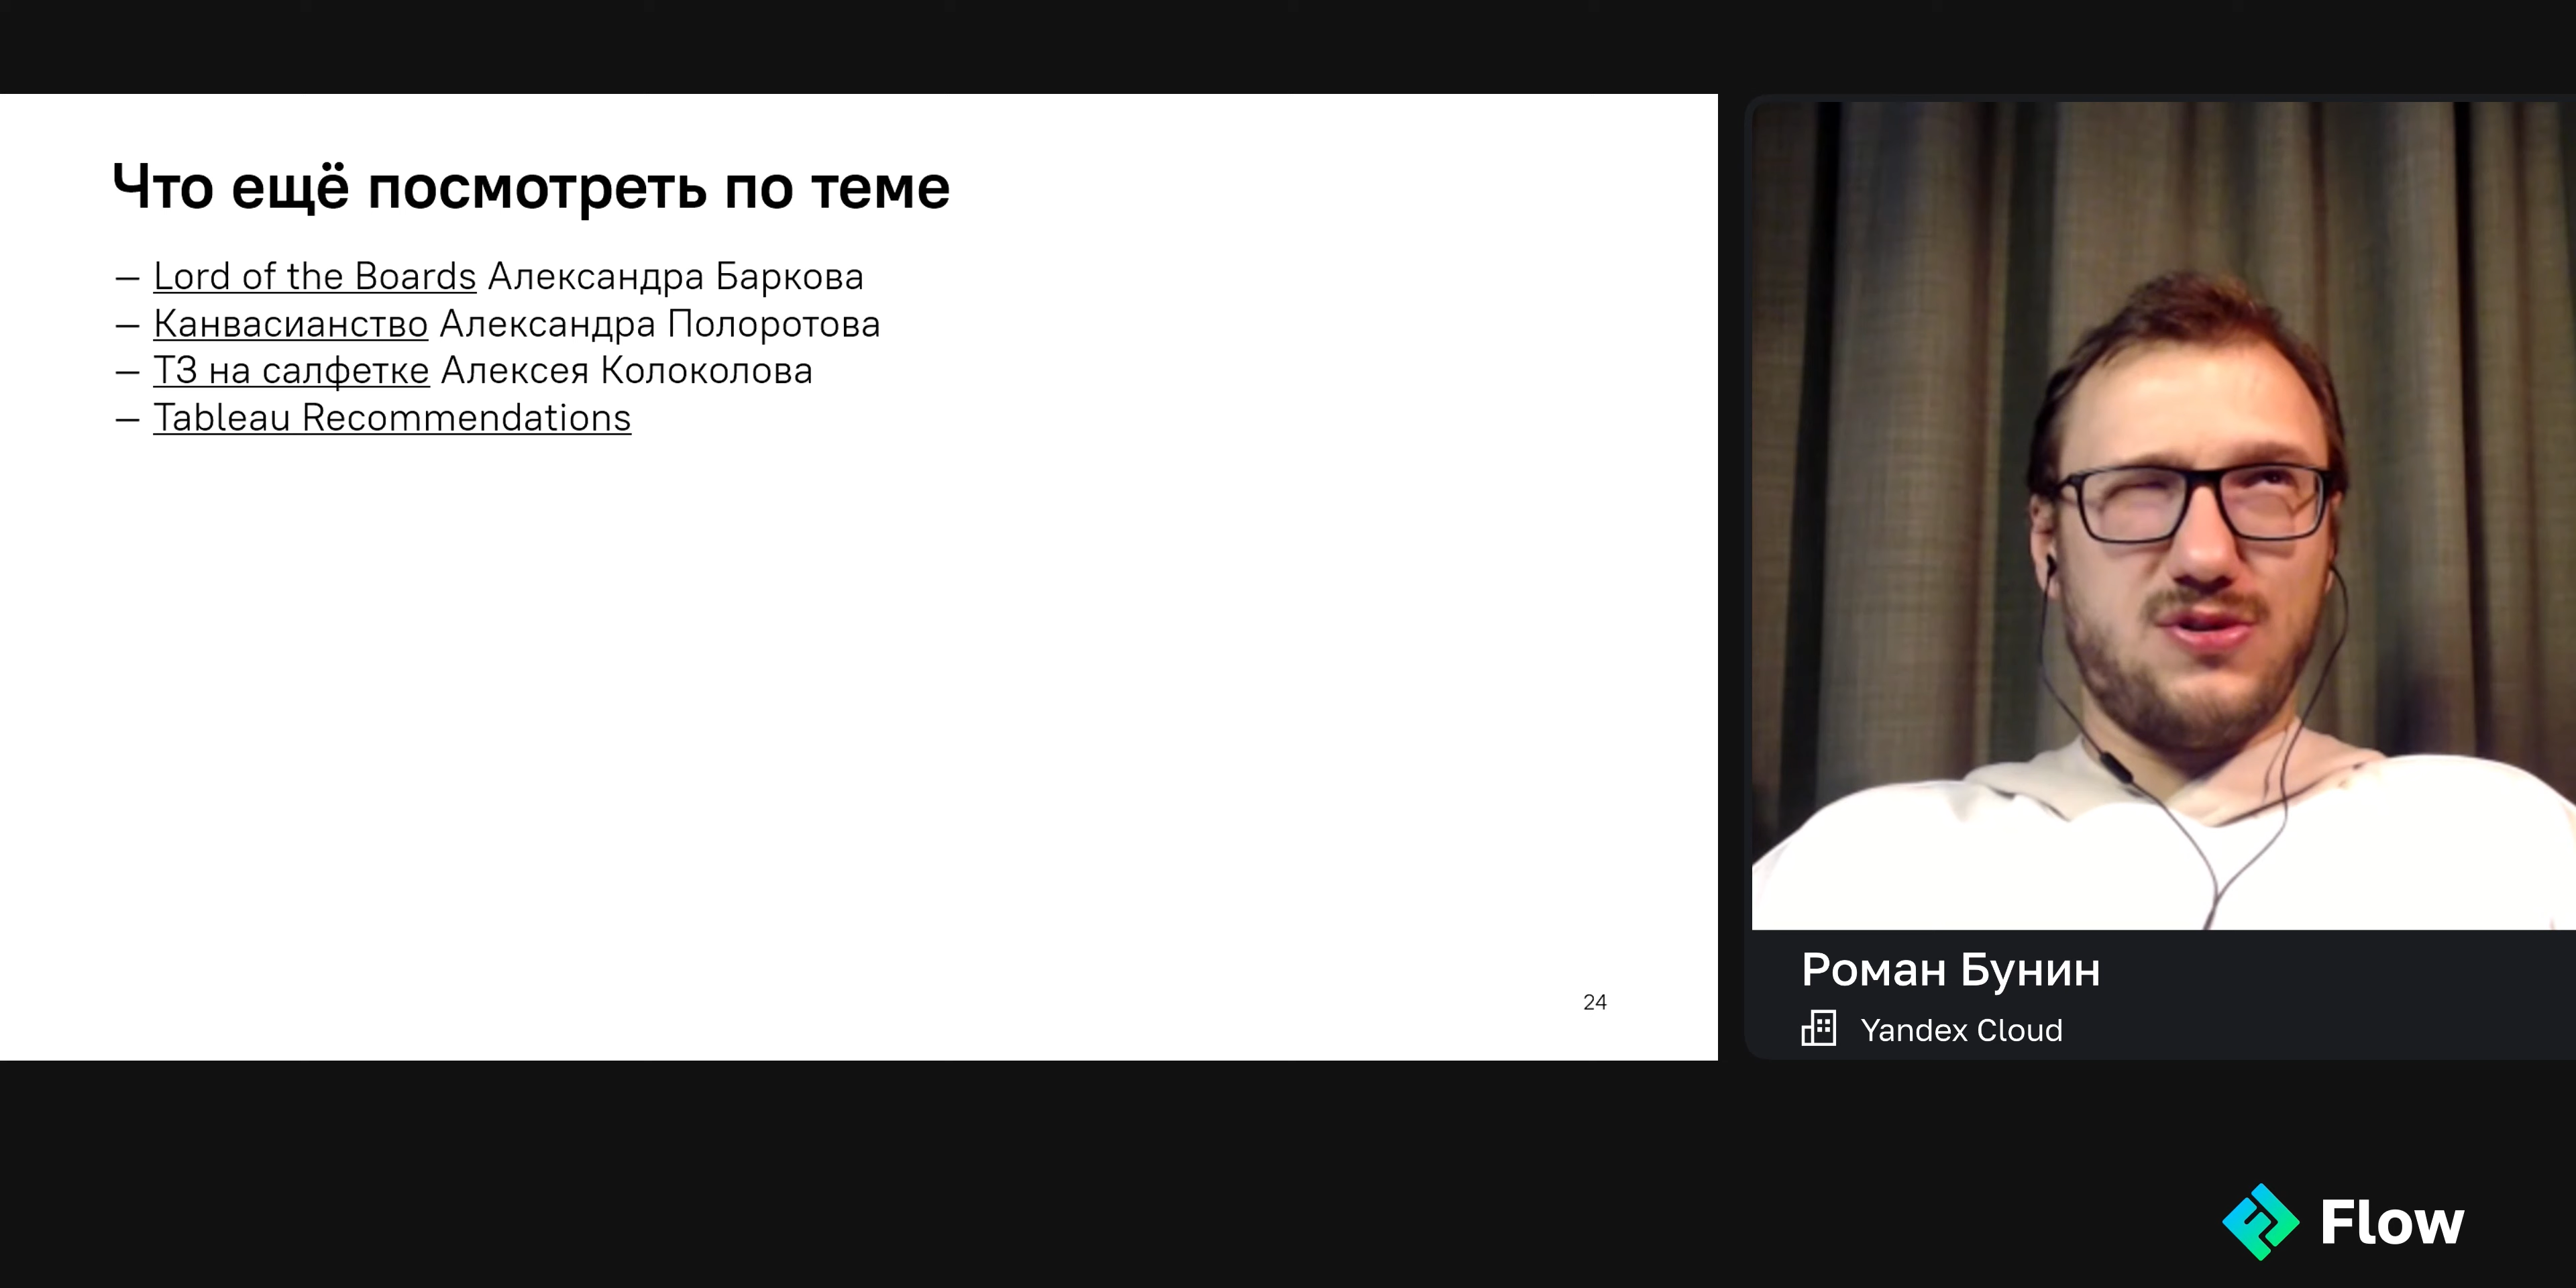 Что ещё посмотреть по теме
— Lord of the Boards Александра Баркова
— Канвасианство Александра Полоротова
— ТЗ на салфетке Алексея Колоколова
— Tableau Recommendations
24
Роман Бунин
Yandex Cloud
Flow